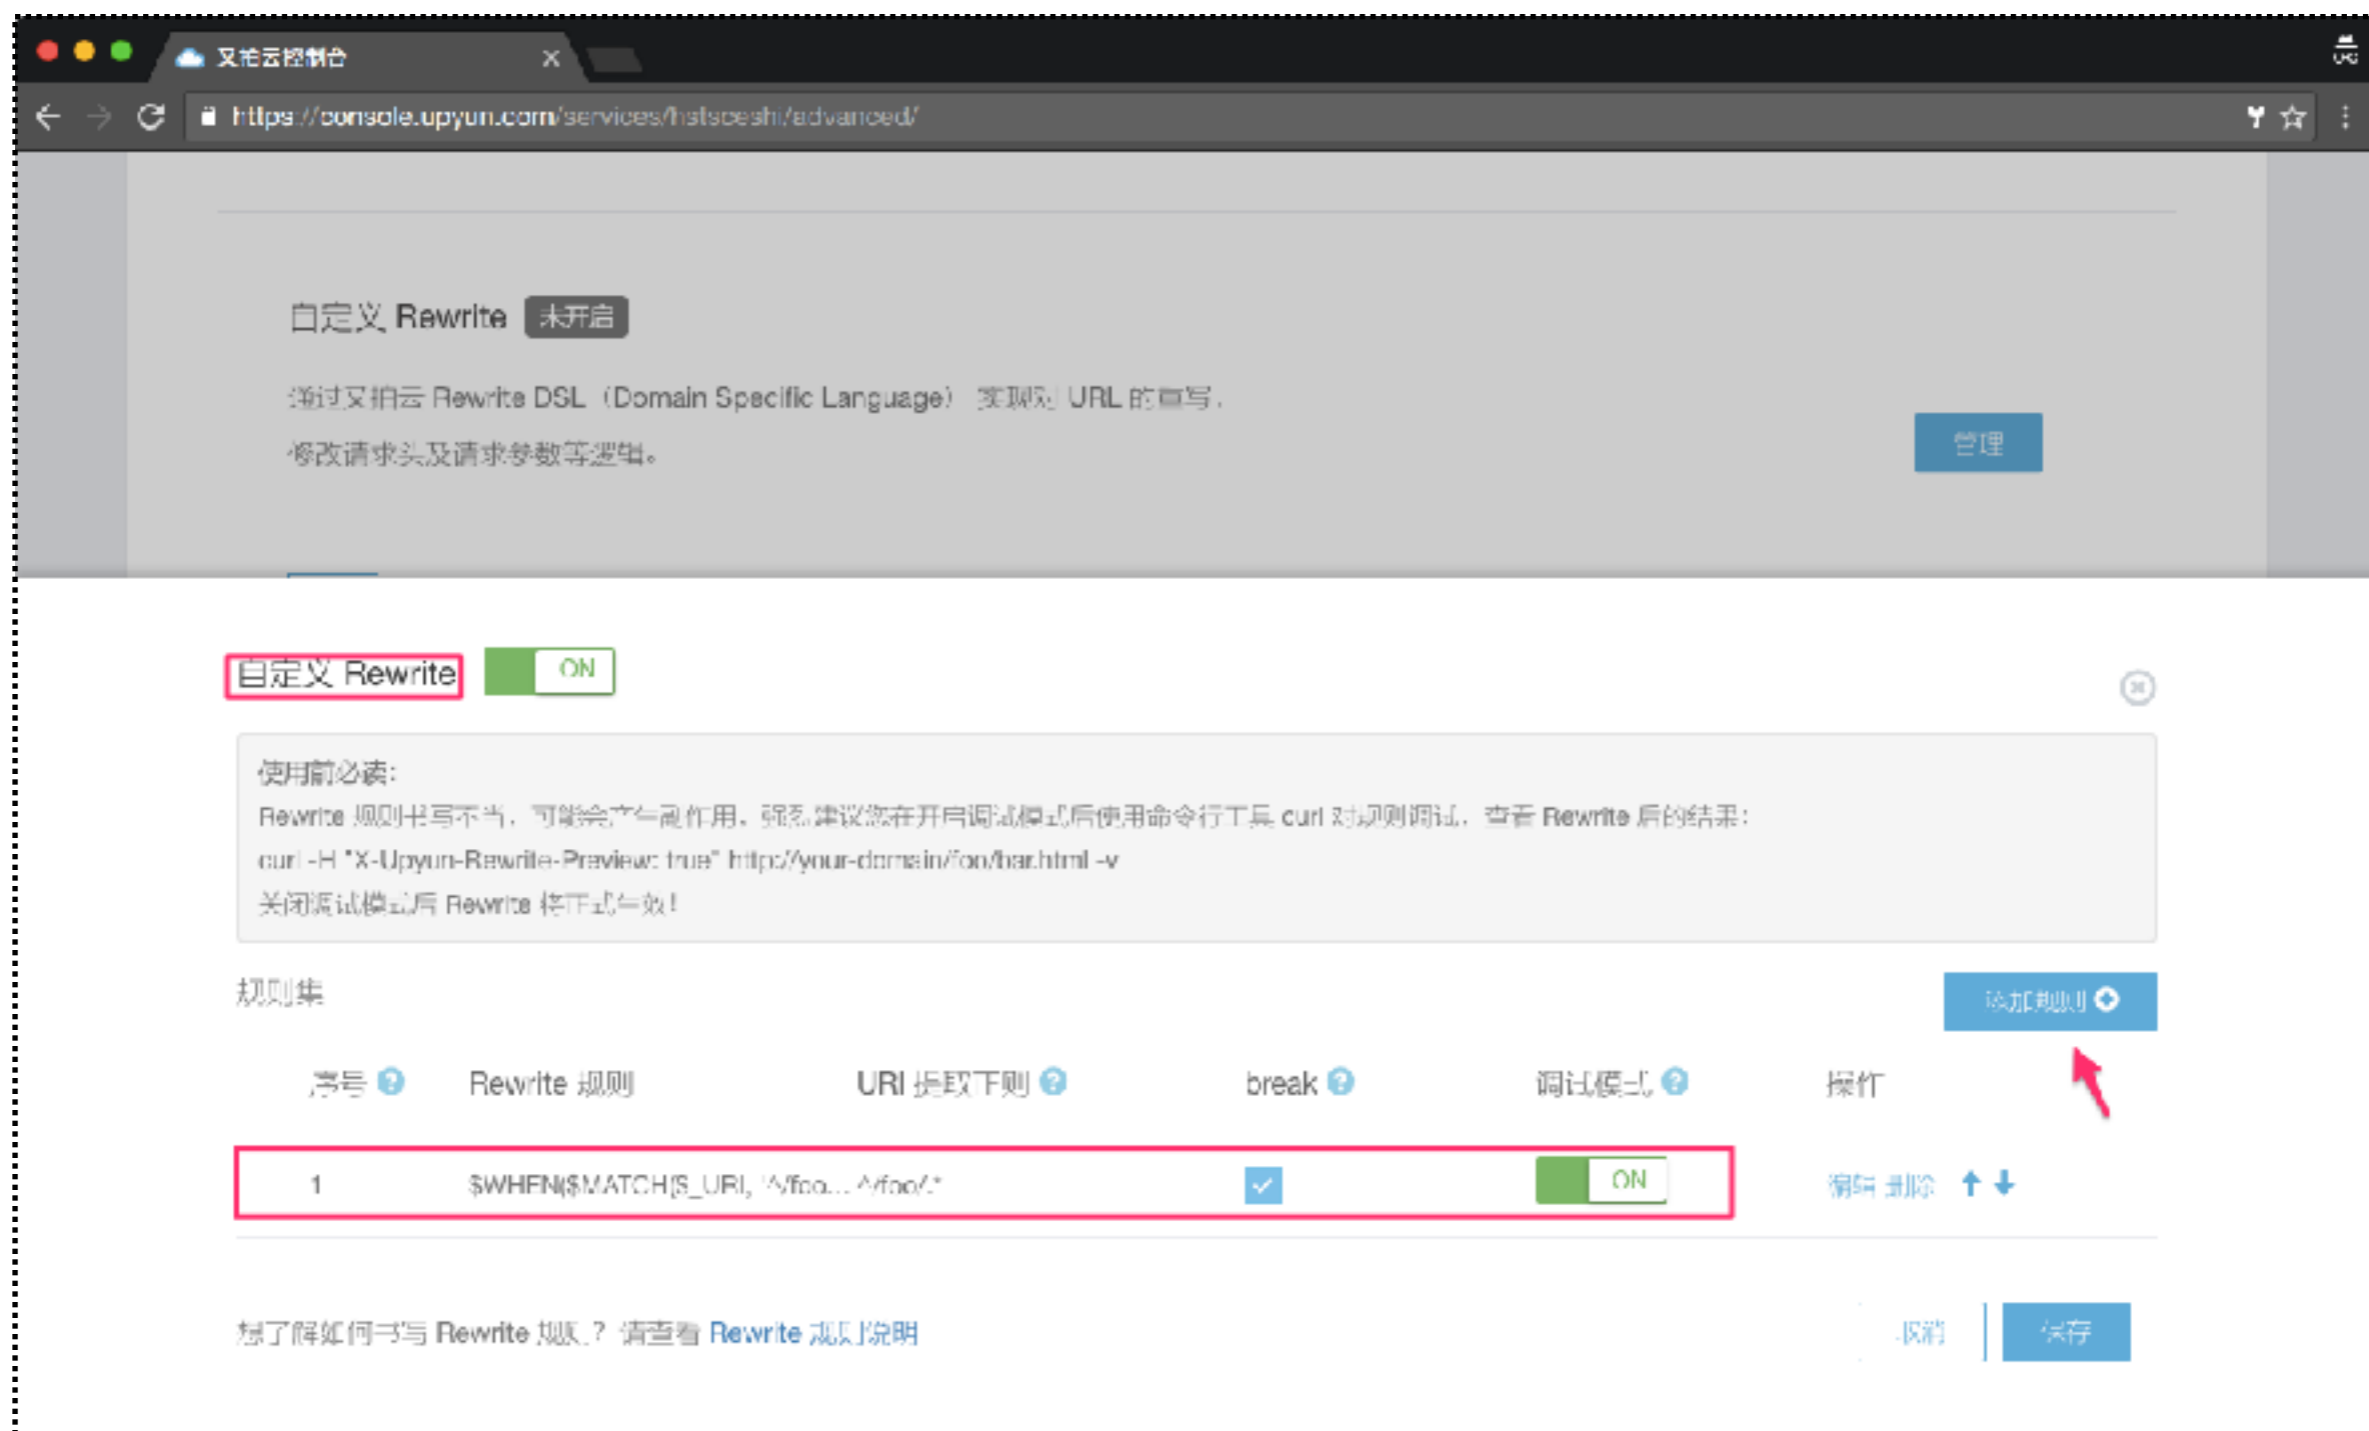 又拍云控制台
https://console.upyun.com/services/hstsceshi/advanced/
自定义 Rewrite 未开启
通过又拍云 Rewrite DSL（Domain Specific Language） 实现对 URL 的重写、
管理
修改请求头及请求参数等逻辑。
自定义 Rewrite ON
使用前必读：
Rewrite 规则书写不当，可能会产生副作用，强烈建议您在开启调试模式后使用命令行工具 curl 对规则调试，查看 Rewrite 后的结果：
curl -H "X-Upyun-Rewrite-Preview: true" http://your-domain/foo/bar.html -v
关闭调试模式后 Rewrite 将正式生效！
规则集
添加规则
序号 Rewrite 规则 URI 提取正则 break 调试模式 操作
1 $WHEN($MATCH($_URI, '^/foo... ^/foo/.* ON 编辑 删除
想了解如何书写 Rewrite 规则？请查看 Rewrite 规则说明 取消 保存